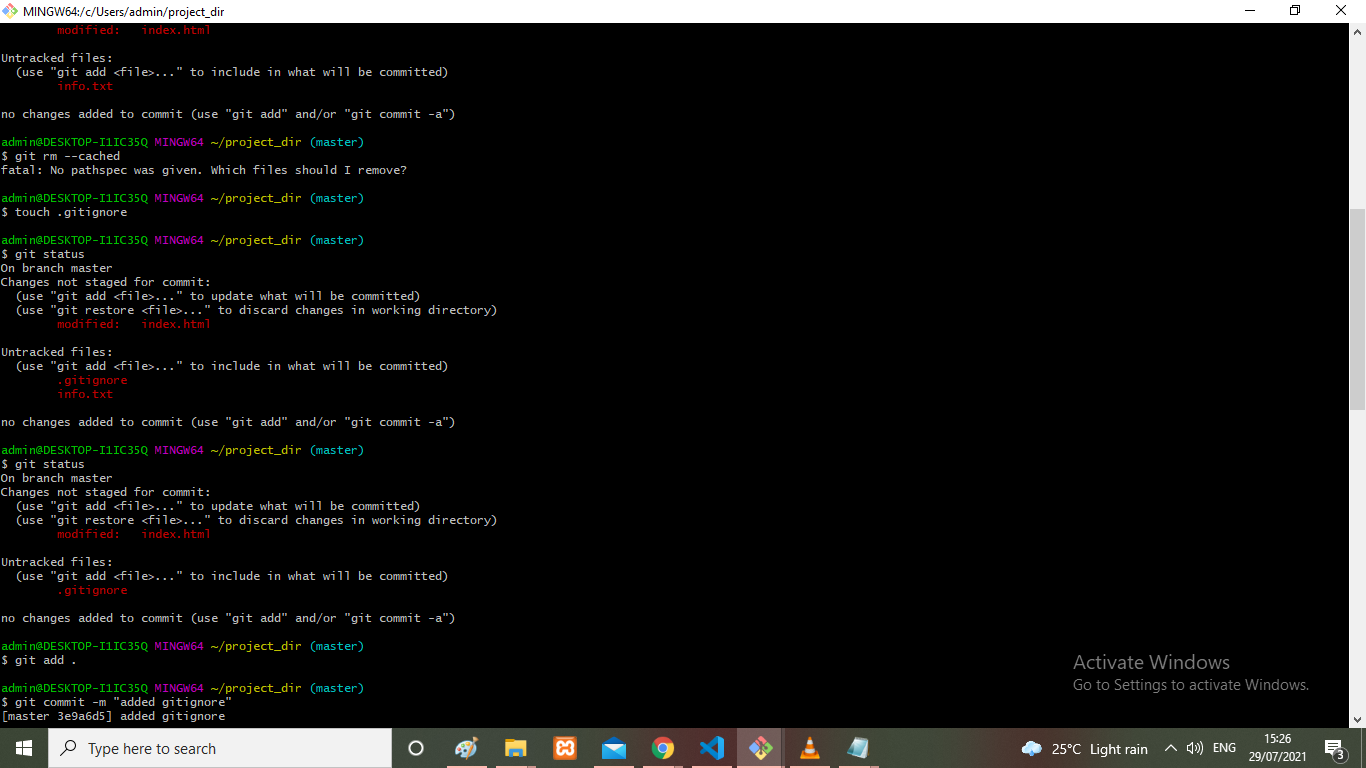 MINGW64:/c/Users/admin/project_dir
modified: index.html
Untracked files:
(use "git add <file>..." to include in what will be committed)
info.txt
no changes added to commit (use "git add" and/or "git commit -a")
admin@DESKTOP-I1IC35Q MINGW64 ~/project_dir (master)
$ git rm --cached
fatal: No pathspec was given. Which files should I remove?
admin@DESKTOP-I1IC35Q MINGW64 ~/project_dir (master)
$ touch .gitignore
admin@DESKTOP-I1IC35Q MINGW64 ~/project_dir (master)
$ git status
On branch master
Changes not staged for commit:
(use "git add <file>..." to update what will be committed)
(use "git restore <file>..." to discard changes in working directory)
modified: index.html
Untracked files:
(use "git add <file>..." to include in what will be committed)
.gitignore
info.txt
no changes added to commit (use "git add" and/or "git commit -a")
admin@DESKTOP-I1IC35Q MINGW64 ~/project_dir (master)
$ git status
On branch master
Changes not staged for commit:
(use "git add <file>..." to update what will be committed)
(use "git restore <file>..." to discard changes in working directory)
modified: index.html
Untracked files:
(use "git add <file>..." to include in what will be committed)
.gitignore
no changes added to commit (use "git add" and/or "git commit -a")
admin@DESKTOP-I1IC35Q MINGW64 ~/project_dir (master)
$ git add .
admin@DESKTOP-I1IC35Q MINGW64 ~/project_dir (master)
$ git commit -m "added gitignore"
[master 3e9a6d5] added gitignore
Activate Windows
Go to Settings to activate Windows.
Type here to search
25°C Light rain
ENG
15:26
29/07/2021
3